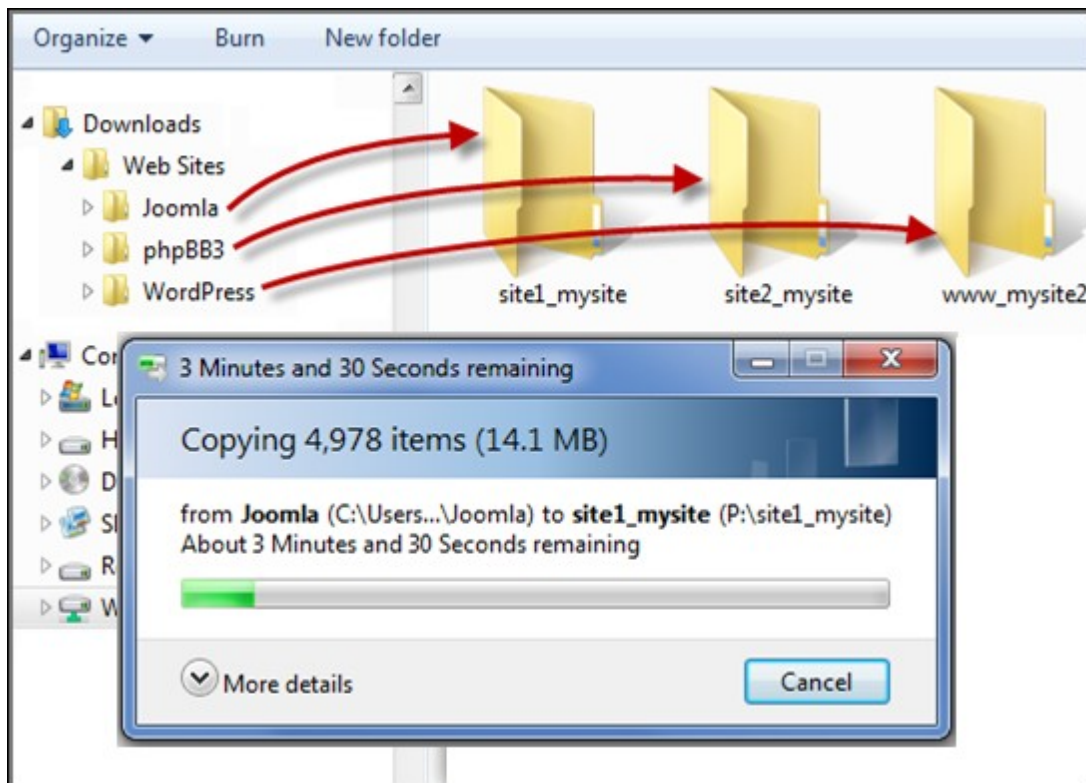 Organize Burn New folder
Downloads
Web Sites
Joomla
phpBB3
WordPress
site1_mysite site2_mysite www_mysite2
3 Minutes and 30 Seconds remaining
Copying 4,978 items (14.1 MB)
from Joomla (C:\Users...\Joomla) to site1_mysite (P:\site1_mysite)
About 3 Minutes and 30 Seconds remaining
More details
Cancel